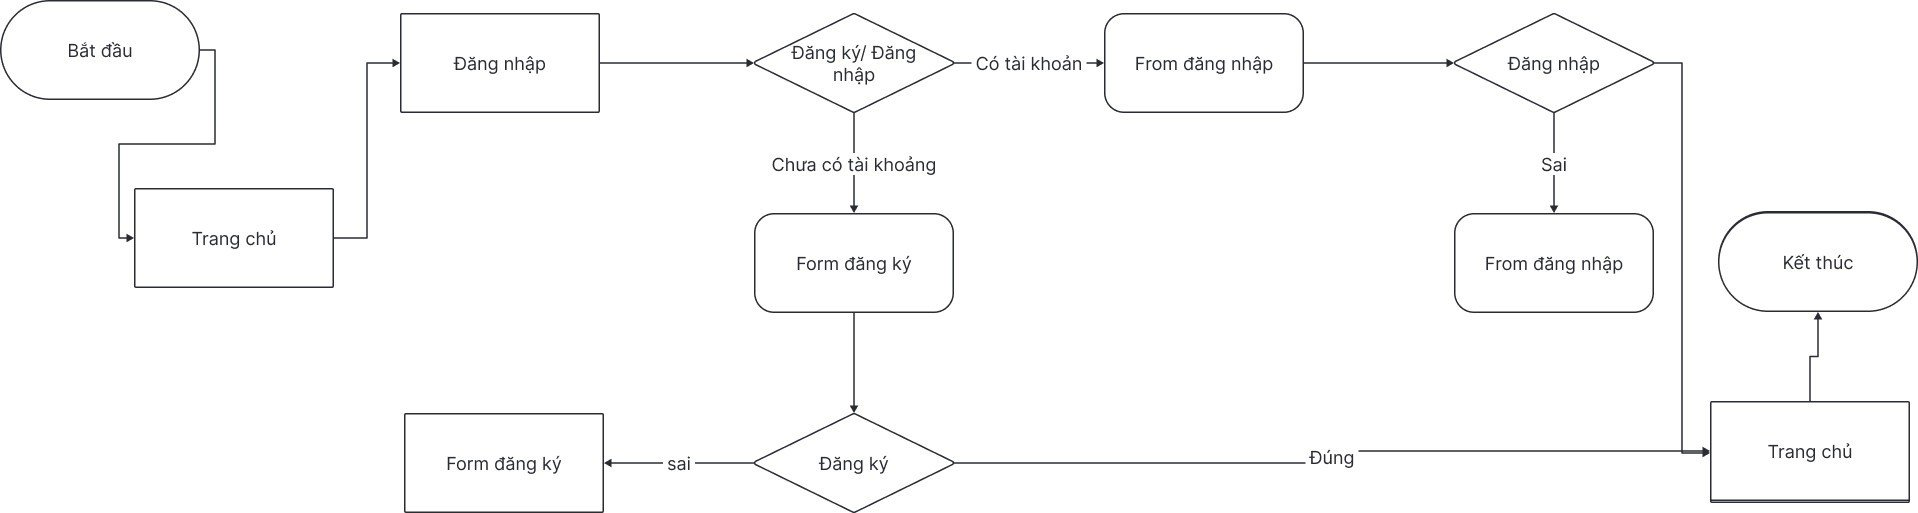 Bắt đầu
Đăng nhập
Đăng ký/ Đăng
nhập
Có tài khoản
From đăng nhập
Đăng nhập
Chưa có tài khoảng
Sai
Trang chủ
Form đăng ký
From đăng nhập
Kết thúc
Form đăng ký
sai
Đăng ký
Đúng
Trang chủ